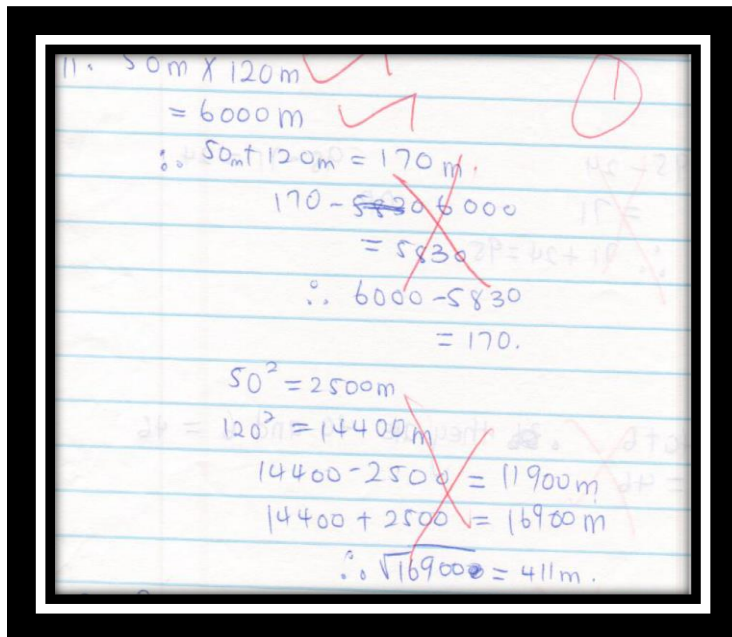 11. 50m X 120m
= 6000m
∴ 50m + 120m = 170m.
170 - 6000
= 5830
∴ 6000 - 5830
= 170.
50² = 2500m
120² = 14400m
14400 - 2500 = 11900m
14400 + 2500 = 16900m
∴ √16900 = 411m.
1